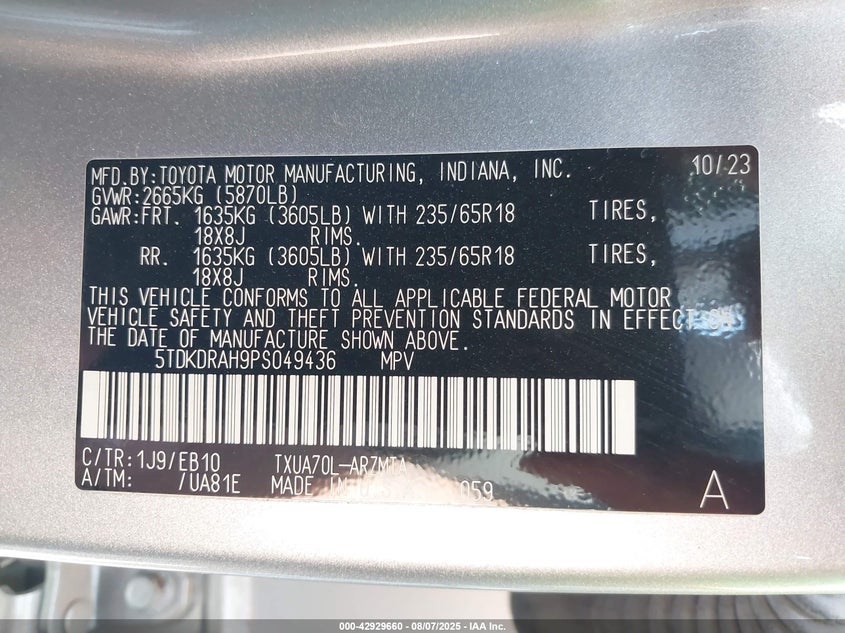 MFD.BY:TOYOTA MOTOR MANUFACTURING, INDIANA, INC. 10/23
GVWR:2665KG (5870LB)
GAWR:FRT. 1635KG (3605LB) WITH 235/65R18 TIRES,
18X8J RIMS.
RR. 1635KG (3605LB) WITH 235/65R18 TIRES,
18X8J RIMS.
THIS VEHICLE CONFORMS TO ALL APPLICABLE FEDERAL MOTOR
VEHICLE SAFETY AND THEFT PREVENTION STANDARDS IN EFFECT ON
THE DATE OF MANUFACTURE SHOWN ABOVE.
5TDKDRAH9PS049436 MPV
C/TR:1J9/EB10 TXUA70L-ARZMTA
A/TM: /UA81E MADE IN 059
A
000-42929660 - 08/07/2025 - IAA Inc.